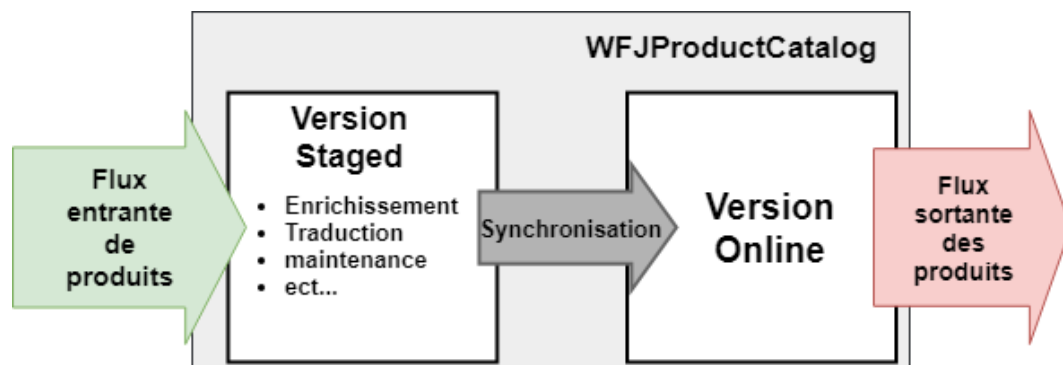 WFJProductCatalog
Flux
entrante
de
produits
Version
Staged
• Enrichissement
• Traduction
• maintenance
• ect...
Synchronisation
Version
Online
Flux
sortante
des
produits